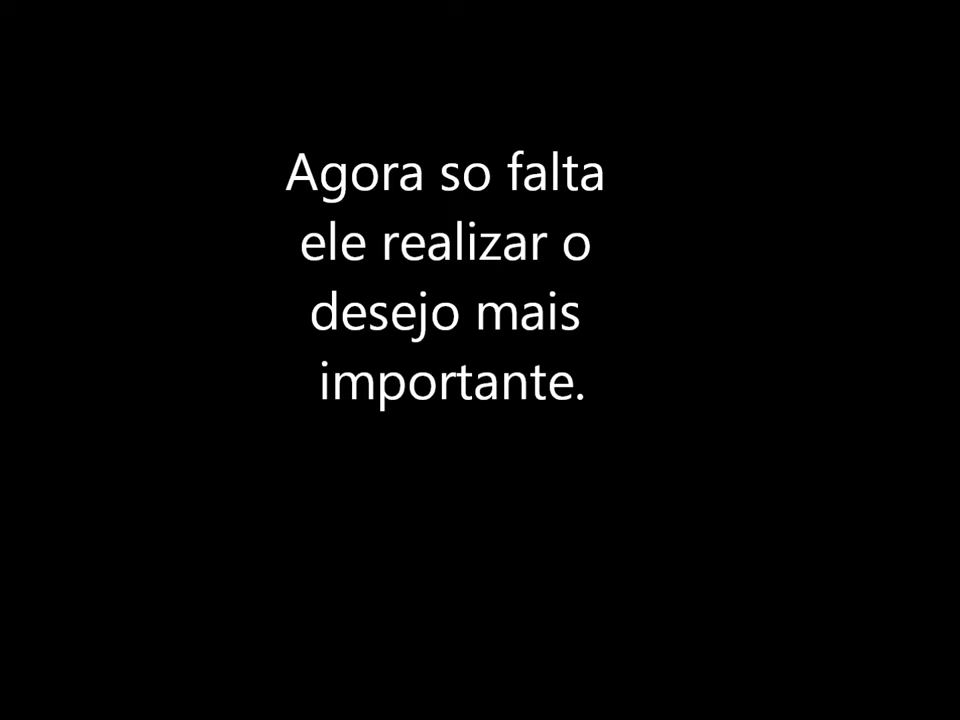 Agora so falta
ele realizar o
desejo mais
importante.